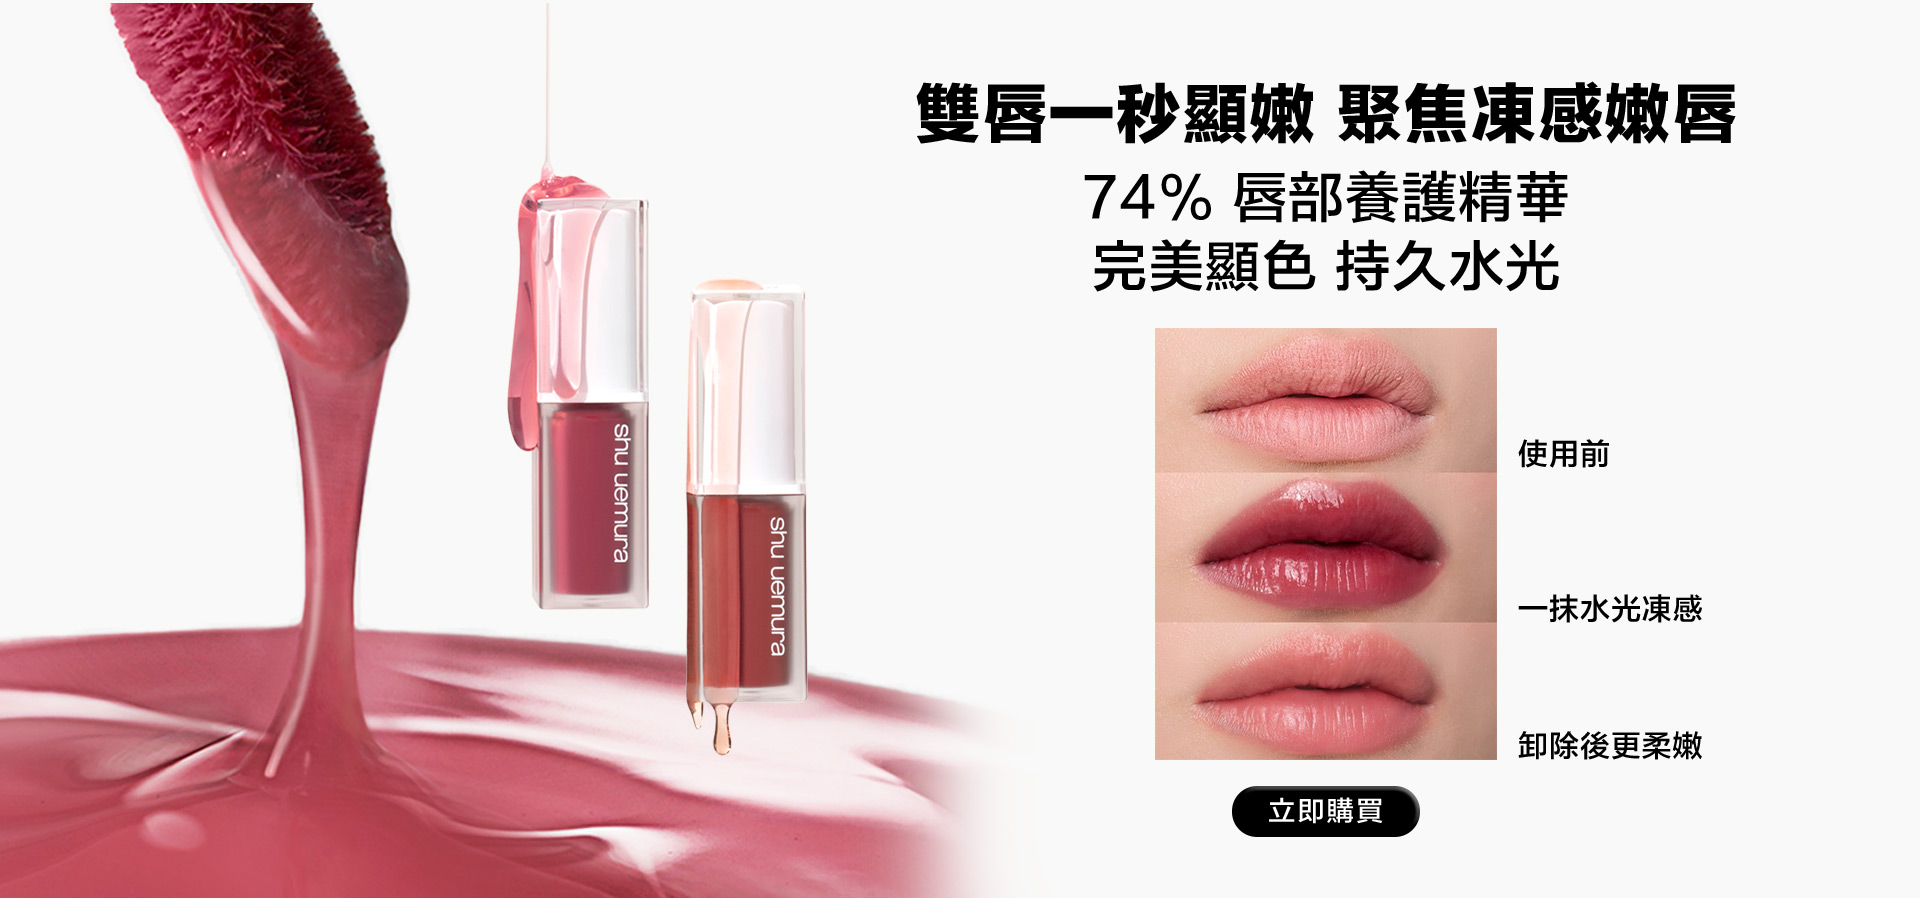 雙唇一秒顯嫩 聚焦凍感嫩唇
74% 唇部養護精華
完美顯色 持久水光
shu uemura
shu uemura
使用前
一抹水光凍感
卸除後更柔嫩
立即購買